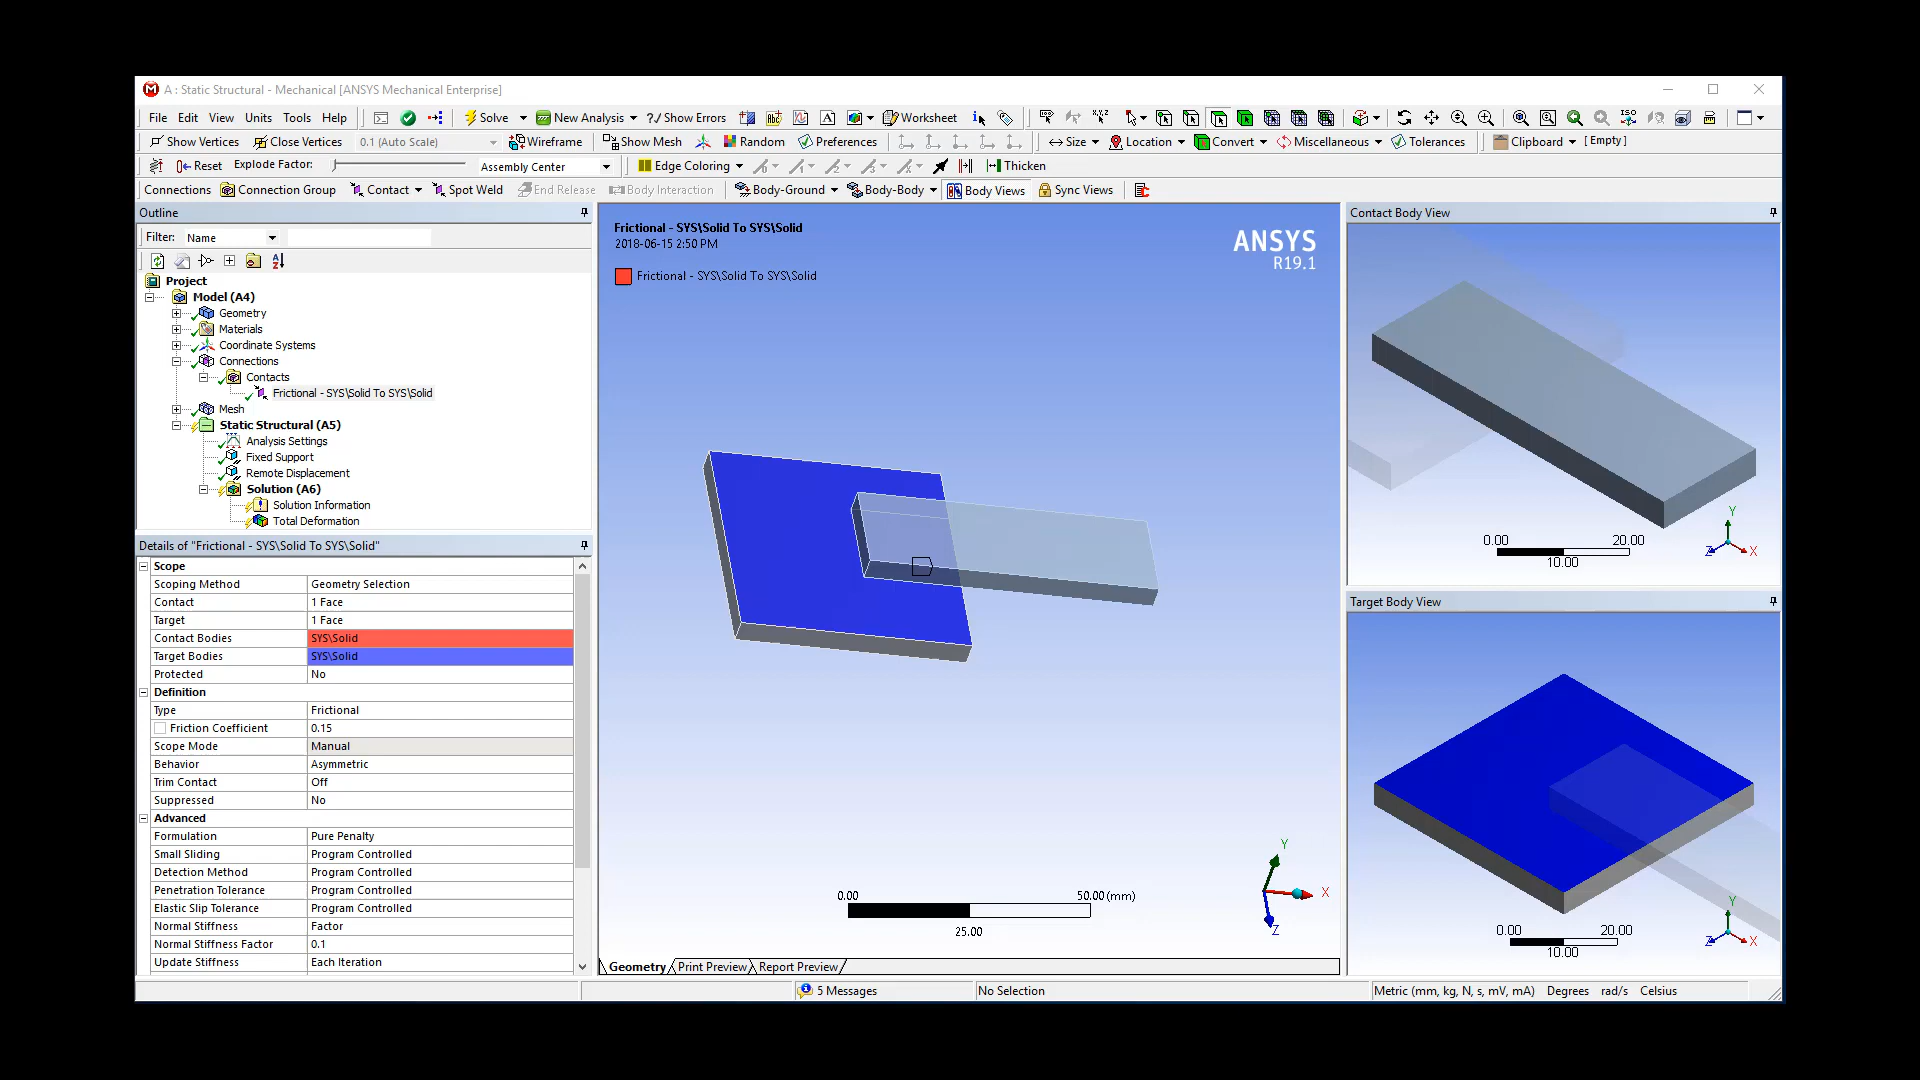 A : Static Structural - Mechanical [ANSYS Mechanical Enterprise]
File Edit View Units Tools Help Solve New Analysis ?/ Show Errors Worksheet
Show Vertices Close Vertices 0.1 (Auto Scale) Wireframe Show Mesh Random Preferences Size Location Convert Miscellaneous Tolerances Clipboard [ Empty ]
Reset Explode Factor: Assembly Center Edge Coloring Thicken
Connections Connection Group Contact Spot Weld End Release Body Interaction Body-Ground Body-Body Body Views Sync Views
Outline
Filter: Name
Project
Model (A4)
Geometry
Materials
Coordinate Systems
Connections
Contacts
Frictional - SYS\Solid To SYS\Solid
Mesh
Static Structural (A5)
Analysis Settings
Fixed Support
Remote Displacement
Solution (A6)
Solution Information
Total Deformation
Details of "Frictional - SYS\Solid To SYS\Solid"
Scope
Scoping Method Geometry Selection
Contact 1 Face
Target 1 Face
Contact Bodies SYS\Solid
Target Bodies SYS\Solid
Protected No
Definition
Type Frictional
Friction Coefficient 0.15
Scope Mode Manual
Behavior Asymmetric
Trim Contact Off
Suppressed No
Advanced
Formulation Pure Penalty
Small Sliding Program Controlled
Detection Method Program Controlled
Penetration Tolerance Program Controlled
Elastic Slip Tolerance Program Controlled
Normal Stiffness Factor
Normal Stiffness Factor 0.1
Update Stiffness Each Iteration
Frictional - SYS\Solid To SYS\Solid
2018-06-15 2:50 PM
Frictional - SYS\Solid To SYS\Solid
ANSYS
R19.1
0.00 50.00 (mm)
25.00
Y
X
Z
Geometry Print Preview Report Preview
Contact Body View
0.00 20.00
10.00
Y
Z X
Target Body View
0.00 20.00
10.00
Y
Z X
5 Messages No Selection Metric (mm, kg, N, s, mV, mA) Degrees rad/s Celsius